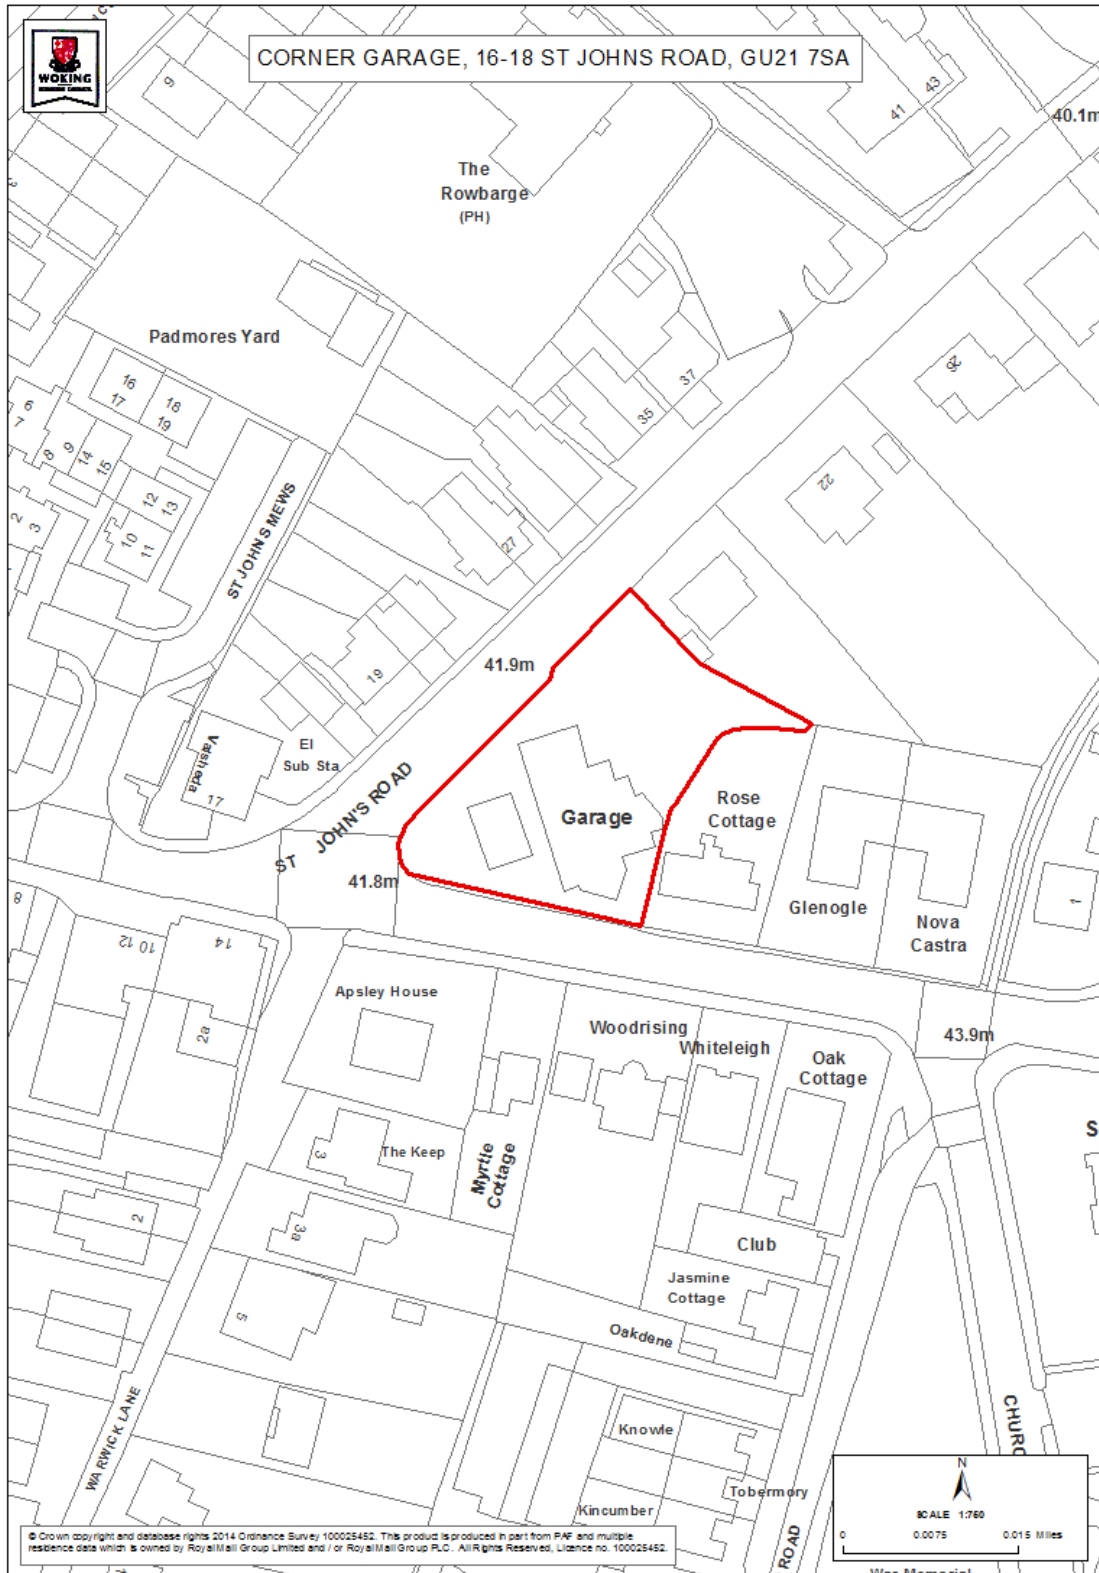 WOKING
BOROUGH COUNCIL
CORNER GARAGE, 16-18 ST JOHNS ROAD, GU21 7SA
9
41
43
40.1m
The
Rowbarge
(PH)
Padmores Yard
16
17
18
19
6
7
8
9
14
15
12
13
10
11
2
3
ST JOHN'S MEWS
37
35
27
26
22
19
41.9m
El
Sub Sta
Varsheda
17
ST JOHN'S ROAD
41.8m
Garage
Rose
Cottage
Glenogle
Nova
Castra
1
8
10 12
14
2a
Apsley House
Woodrising
Whiteleigh
Oak
Cottage
43.9m
S
3
The Keep
Myrtle
Cottage
2
3a
Club
Jasmine
Cottage
5
Oakdene
WARWICK LANE
Knowle
Tobermory
Kincumber
ROAD
CHURC
N
SCALE 1:750
0 0.0075 0.015 Miles
War Memorial
© Crown copyright and database rights 2014 Ordnance Survey 100025452. This product is produced in part from PAF and multiple
residence data which is owned by Royal Mail Group Limited and / or Royal Mail Group PLC. All Rights Reserved, Licence no. 100025452.